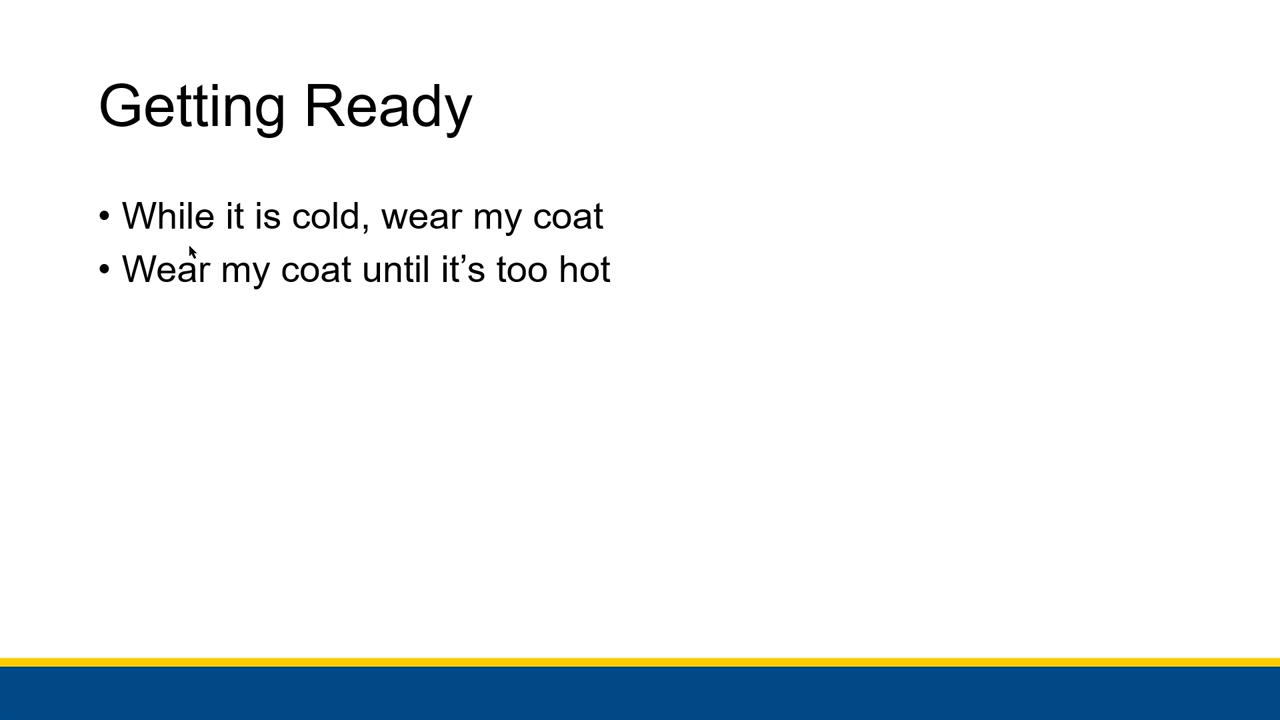 Getting Ready
• While it is cold, wear my coat
• Wear my coat until it’s too hot